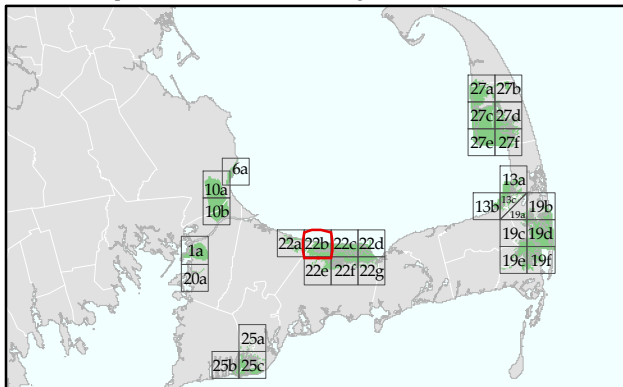 27a 27b
27c 27d
27e 27f
6a
13a
10a
13b 13c 19b
19a
10b
19c 19d
22a 22b 22c 22d
1a
19e 19f
22e 22f 22g
20a
25a
25b 25c